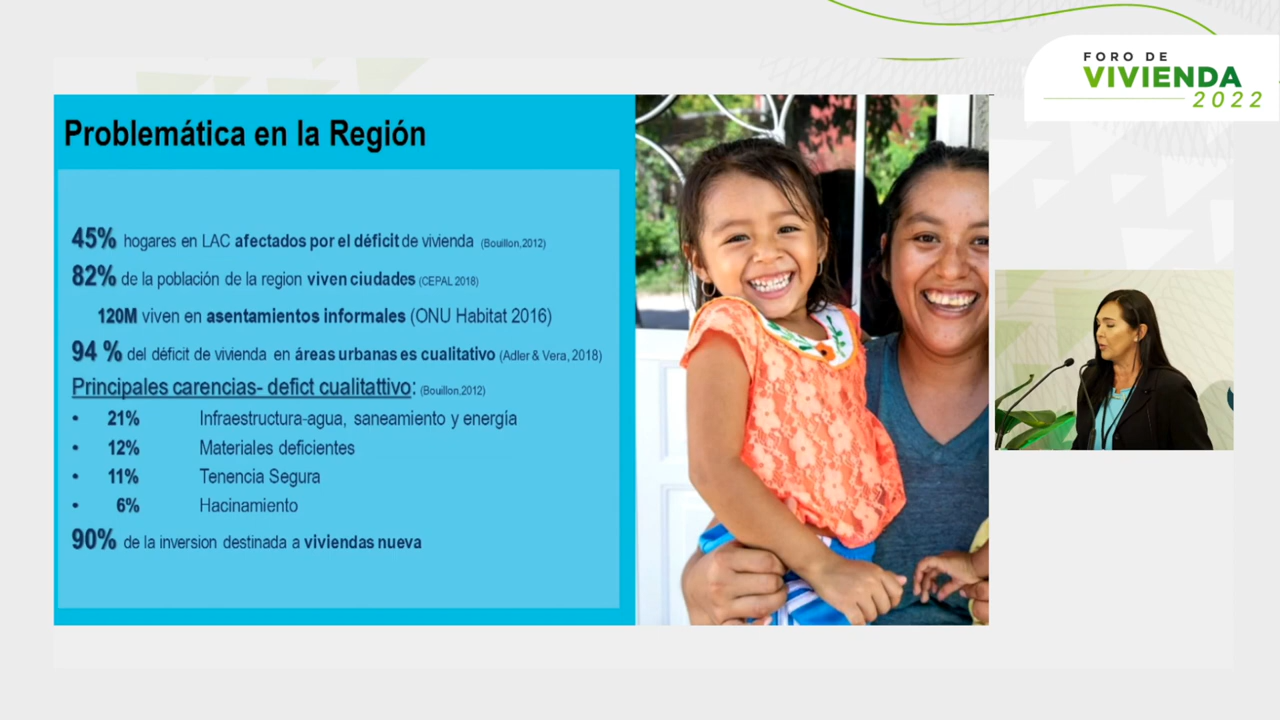 FORO DE
VIVIENDA
2022
Problemática en la Región
45% hogares en LAC afectados por el déficit de vivienda (Bouillon,2012)
82% de la población de la region viven ciudades (CEPAL 2018)
120M viven en asentamientos informales (ONU Habitat 2016)
94 % del déficit de vivienda en áreas urbanas es cualitativo (Adler & Vera, 2018)
Principales carencias- defict cualitattivo: (Bouillon,2012)
• 21% Infraestructura-agua, saneamiento y energía
• 12% Materiales deficientes
• 11% Tenencia Segura
• 6% Hacinamiento
90% de la inversion destinada a viviendas nueva